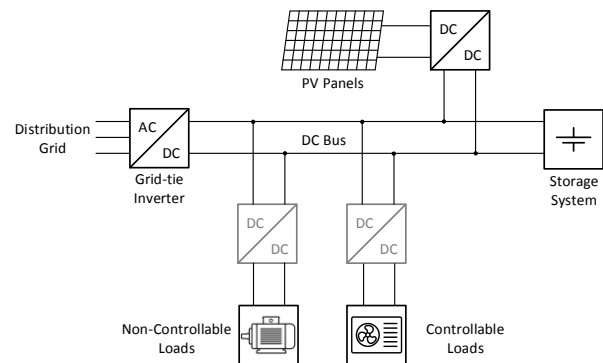 DC
DC
PV Panels
Distribution
Grid
AC
DC
DC Bus
Grid-tie
Inverter
Storage
System
DC
DC
DC
DC
Non-Controllable
Loads
Controllable
Loads